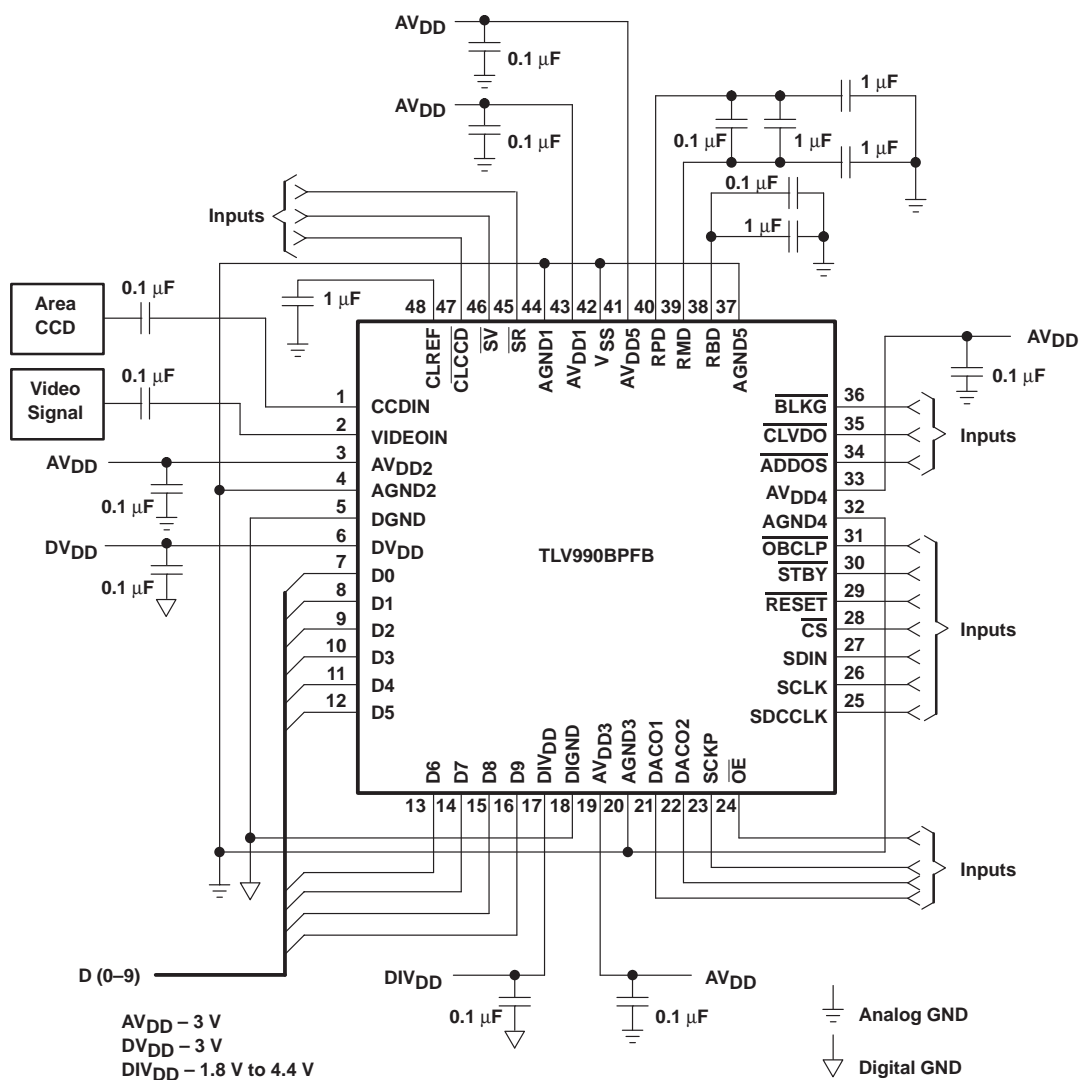 AVDD
0.1 µF
AVDD
0.1 µF
1 µF
0.1 µF
1 µF
1 µF
0.1 µF
1 µF
Inputs
1 µF
Area
CCD
0.1 µF
Video
Signal
0.1 µF
AVDD
0.1 µF
DVDD
0.1 µF
48 47 46 45 44 43 42 41 40 39 38 37
CLREF
CLCCD
SV
SR
AGND1
AVDD1
VSS
AVDD5
RPD
RMD
RBD
AGND5
1 CCDIN
2 VIDEOIN
3 AVDD2
4 AGND2
5 DGND
6 DVDD
7 D0
8 D1
9 D2
10 D3
11 D4
12 D5
TLV990BPFB
AVDD
0.1 µF
BLKG 36
CLVDO 35
ADDOS 34
AVDD4 33
AGND4 32
OBCLP 31
STBY 30
RESET 29
CS 28
SDIN 27
SCLK 26
SDCCLK 25
Inputs
Inputs
D6
D7
D8
D9
DIVDD
DIGND
AVDD3
AGND3
DACO1
DACO2
SCKP
OE
13 14 15 16 17 18 19 20 21 22 23 24
Inputs
D (0–9)
DIVDD
0.1 µF
AVDD
0.1 µF
AVDD – 3 V
DVDD – 3 V
DIVDD – 1.8 V to 4.4 V
Analog GND
Digital GND